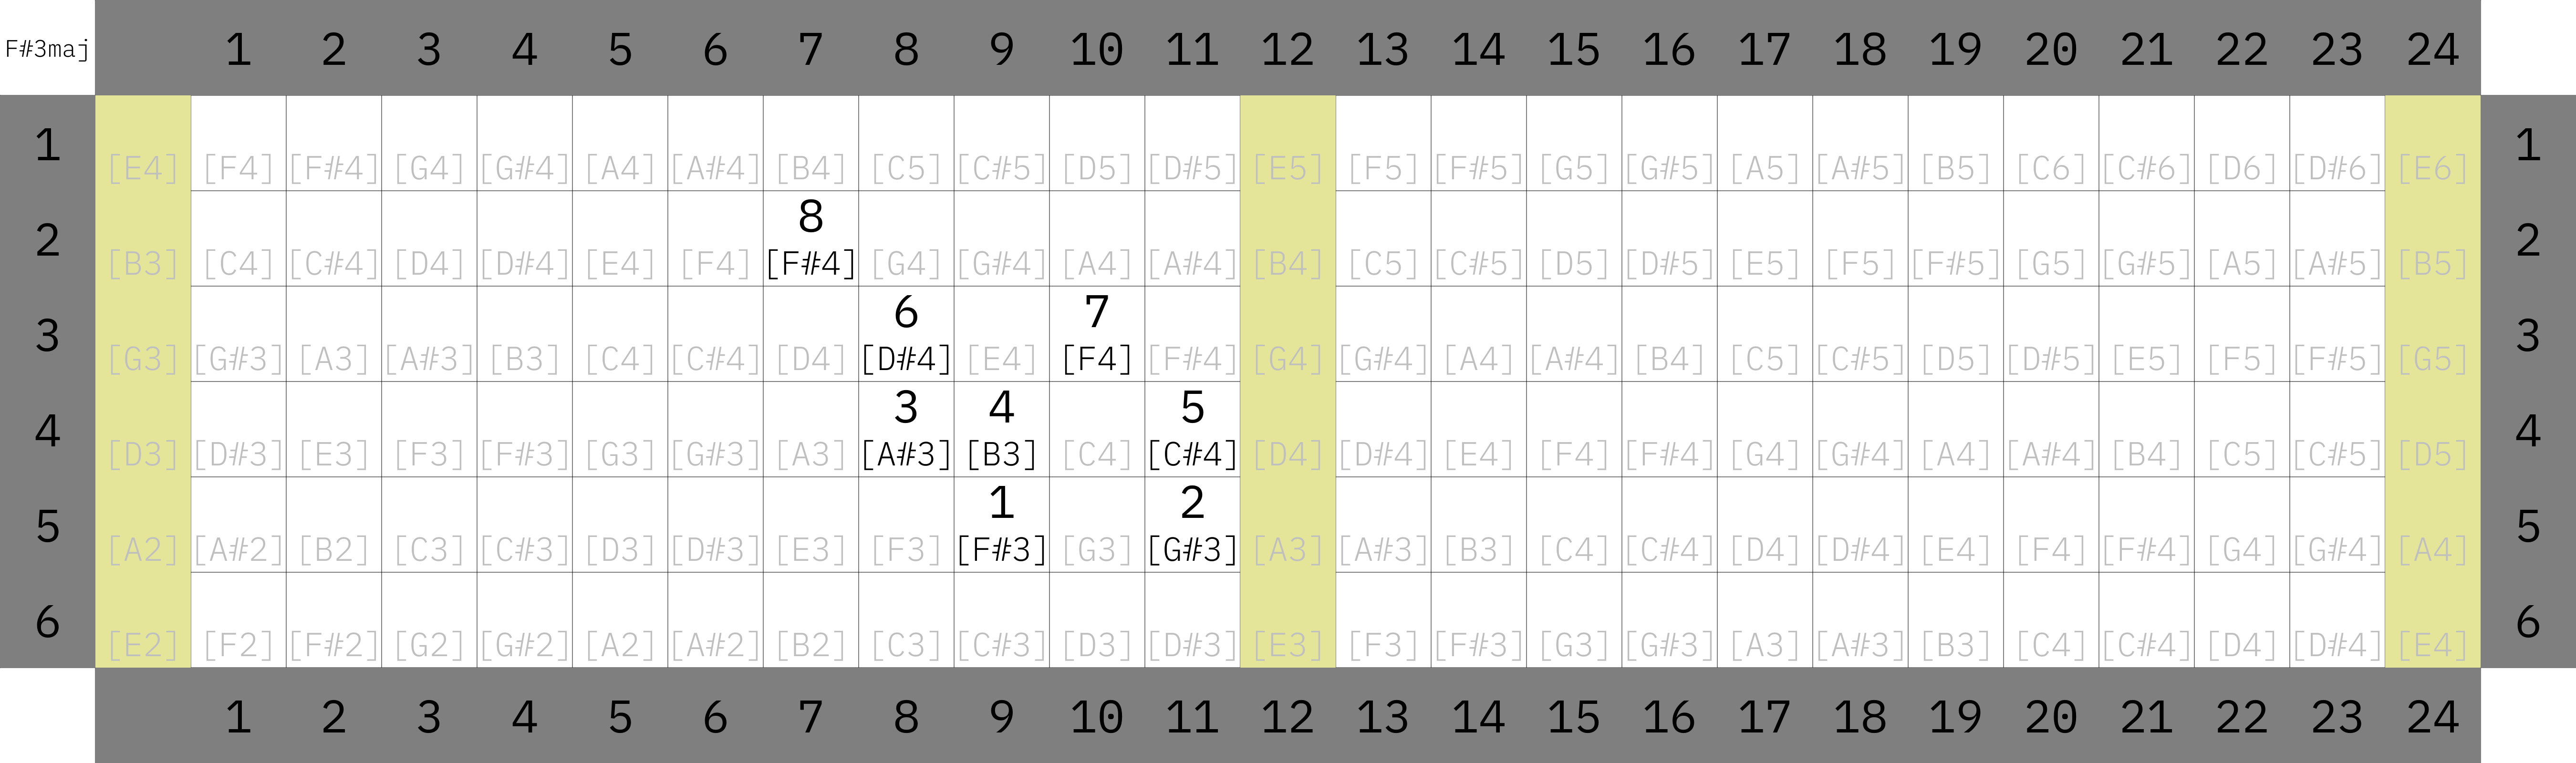 F#3maj 1 2 3 4 5 6 7 8 9 10 11 12 13 14 15 16 17 18 19 20 21 22 23 24
1 1
[E4] [F4] [F#4] [G4] [G#4] [A4] [A#4] [B4] [C5] [C#5] [D5] [D#5] [E5] [F5] [F#5] [G5] [G#5] [A5] [A#5] [B5] [C6] [C#6] [D6] [D#6] [E6]
2 8 2
[B3] [C4] [C#4] [D4] [D#4] [E4] [F4] [F#4] [G4] [G#4] [A4] [A#4] [B4] [C5] [C#5] [D5] [D#5] [E5] [F5] [F#5] [G5] [G#5] [A5] [A#5] [B5]
3 6 7 3
[G3] [G#3] [A3] [A#3] [B3] [C4] [C#4] [D4] [D#4] [E4] [F4] [F#4] [G4] [G#4] [A4] [A#4] [B4] [C5] [C#5] [D5] [D#5] [E5] [F5] [F#5] [G5]
4 3 4 5 4
[D3] [D#3] [E3] [F3] [F#3] [G3] [G#3] [A3] [A#3] [B3] [C4] [C#4] [D4] [D#4] [E4] [F4] [F#4] [G4] [G#4] [A4] [A#4] [B4] [C5] [C#5] [D5]
5 1 2 5
[A2] [A#2] [B2] [C3] [C#3] [D3] [D#3] [E3] [F3] [F#3] [G3] [G#3] [A3] [A#3] [B3] [C4] [C#4] [D4] [D#4] [E4] [F4] [F#4] [G4] [G#4] [A4]
6 6
[E2] [F2] [F#2] [G2] [G#2] [A2] [A#2] [B2] [C3] [C#3] [D3] [D#3] [E3] [F3] [F#3] [G3] [G#3] [A3] [A#3] [B3] [C4] [C#4] [D4] [D#4] [E4]
1 2 3 4 5 6 7 8 9 10 11 12 13 14 15 16 17 18 19 20 21 22 23 24